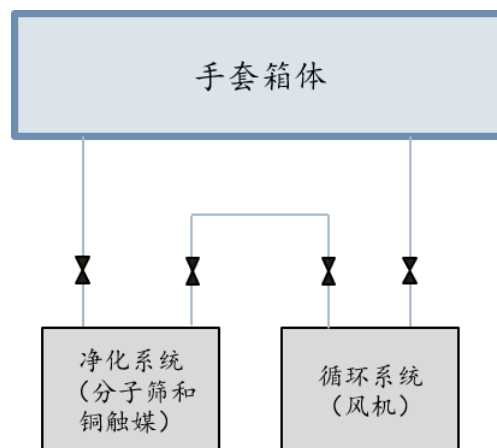 手套箱体
净化系统
（分子筛和
铜触媒）
循环系统
（风机）